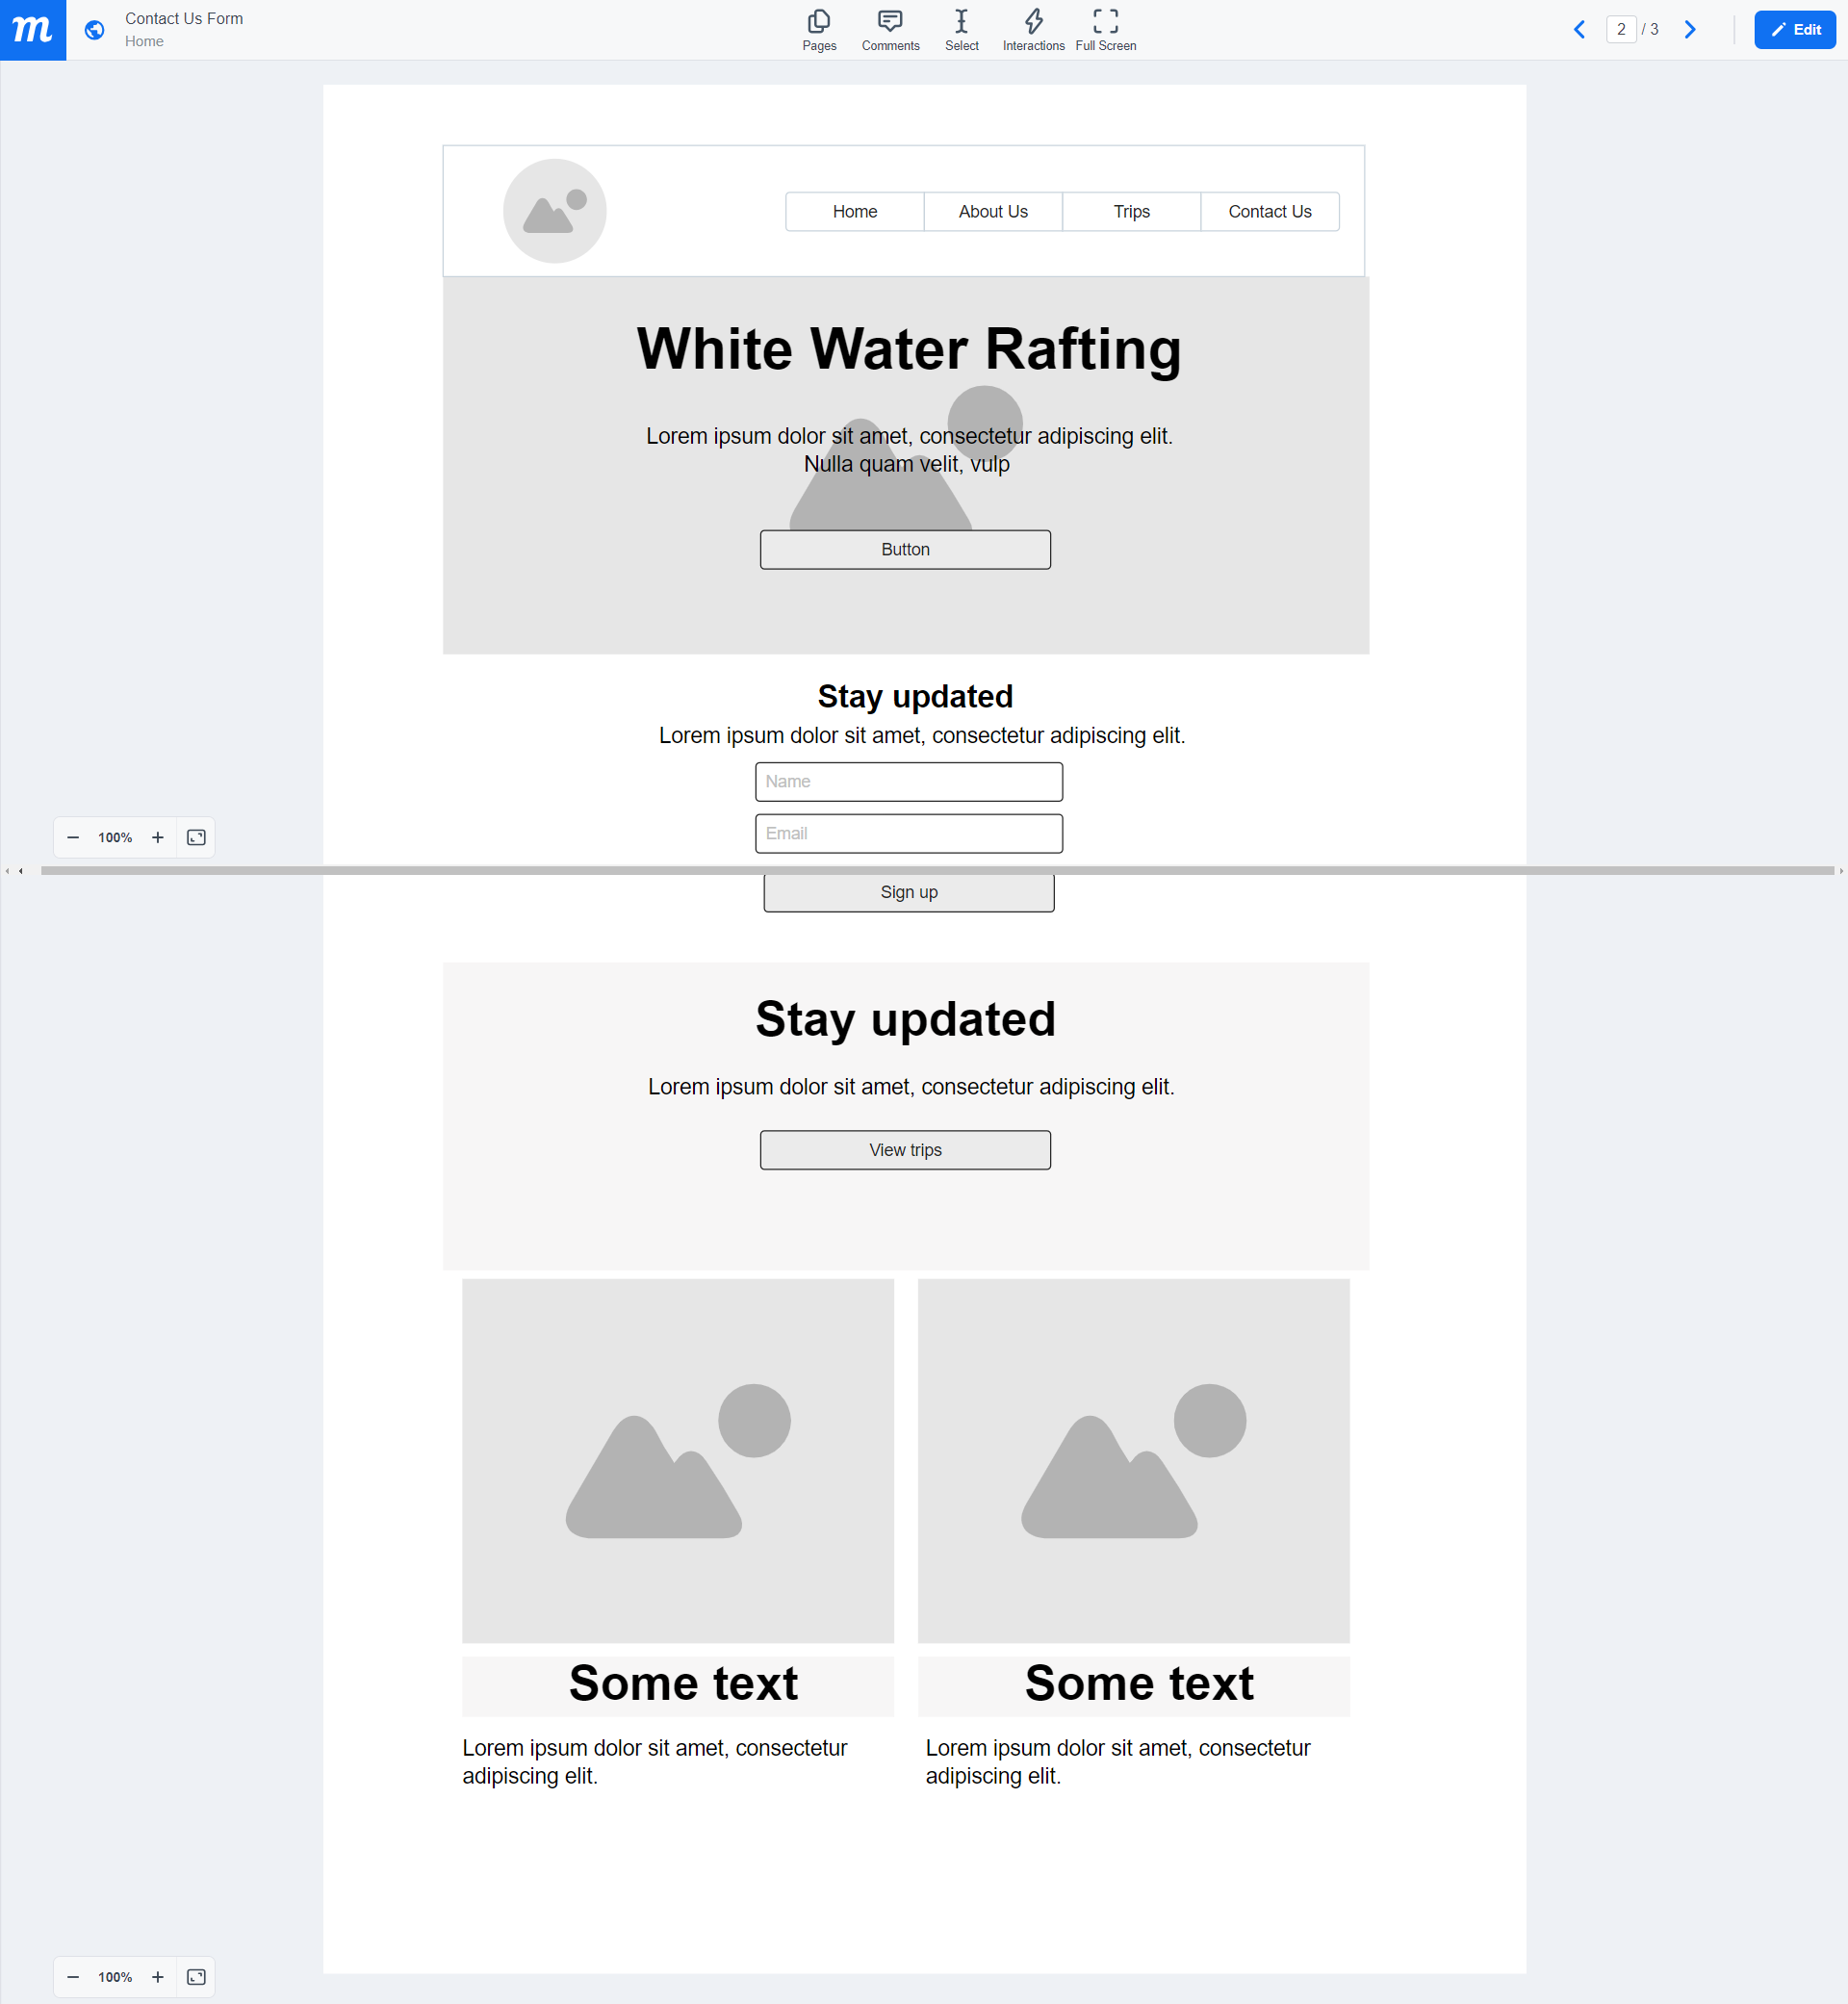 m
Contact Us Form
Home
Pages
Comments
Select
Interactions
Full Screen
2 / 3
Edit
Home
About Us
Trips
Contact Us
White Water Rafting
Lorem ipsum dolor sit amet, consectetur adipiscing elit.
Nulla quam velit, vulp
Button
Stay updated
Lorem ipsum dolor sit amet, consectetur adipiscing elit.
Name
Email
100%
Sign up
Stay updated
Lorem ipsum dolor sit amet, consectetur adipiscing elit.
View trips
Some text
Some text
Lorem ipsum dolor sit amet, consectetur
adipiscing elit.
Lorem ipsum dolor sit amet, consectetur
adipiscing elit.
100%